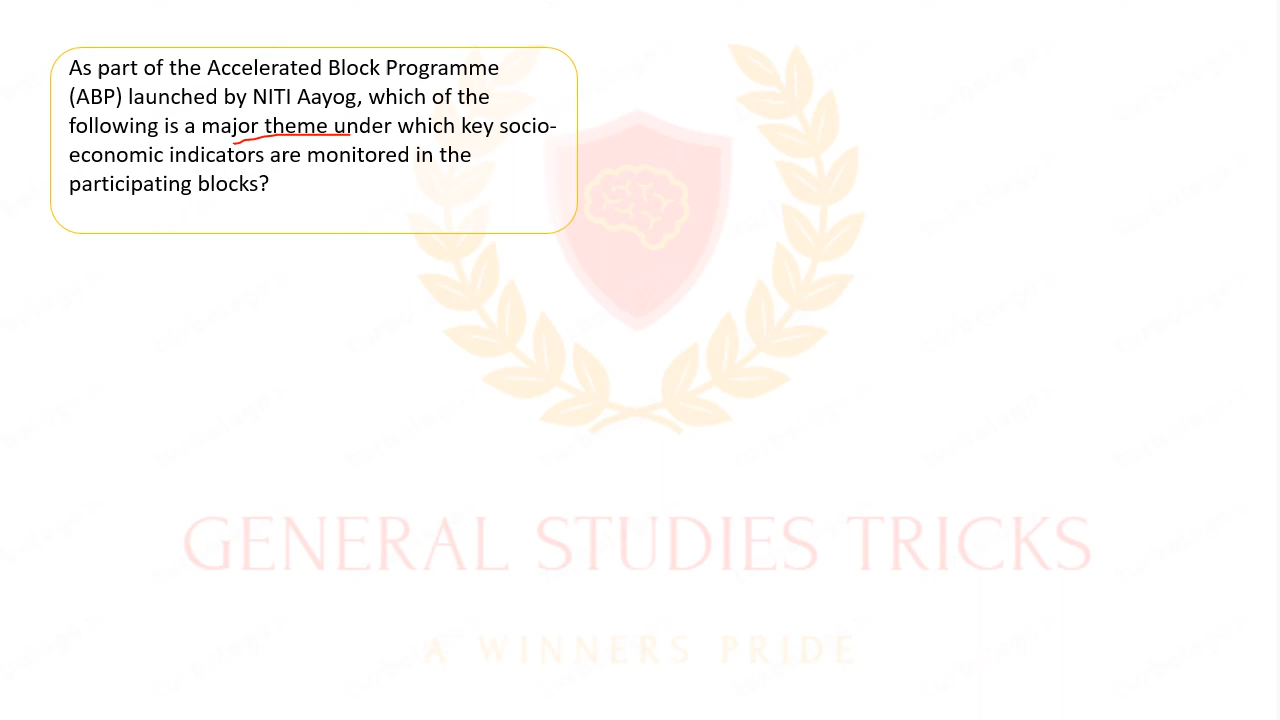 As part of the Accelerated Block Programme
(ABP) launched by NITI Aayog, which of the
following is a major theme under which key socio-
economic indicators are monitored in the
participating blocks?
GENERAL STUDIES TRICKS
A WINNERS PRIDE